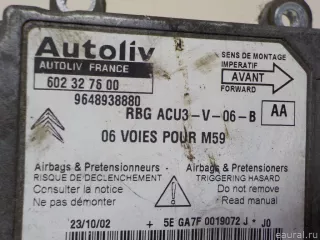 Autoliv
AUTOLIV FRANCE
602 32 76 00
9648938880
SENS DE MONTAGE
IMPERATIF
AVANT
FORWARD
RBG ACU3-V-06-B
AA
06 VOIES POUR M59
Airbags & Pretensionneurs
RISQUE DE DECLENCHEMENT
Consulter la notice
Ne pas démonter
Airbags & Pretensioners
TRIGGERING HAZARD
Read manual
Do not remove
23/10/02
+ 5E GA7F 0019072 J * J0
eaural.ru